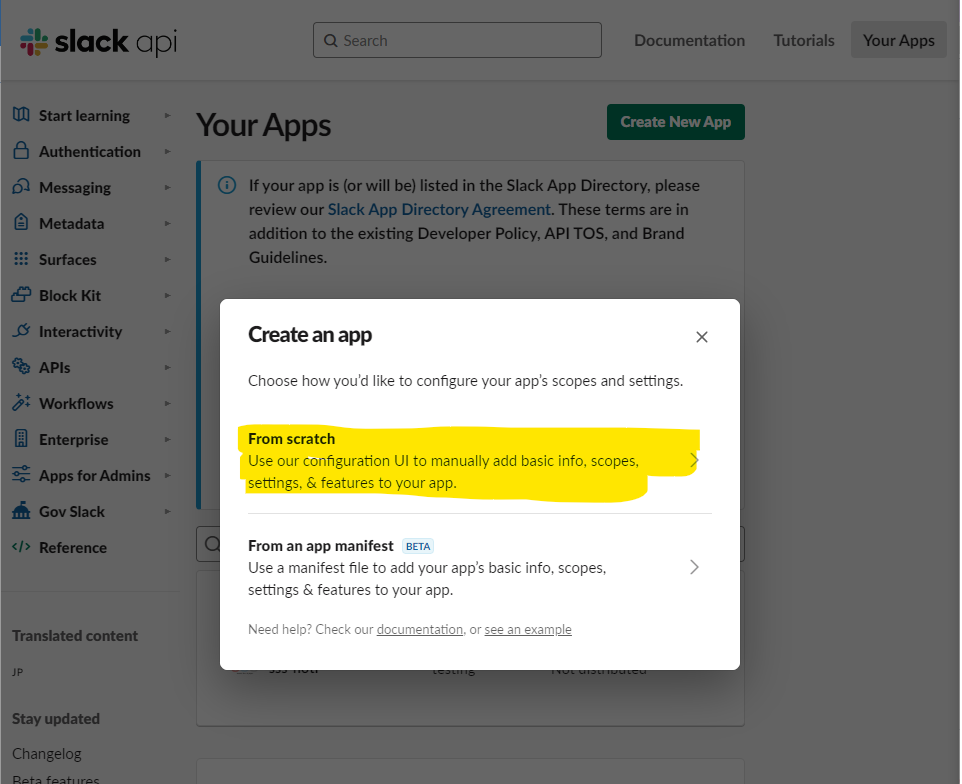 slack api
Search
Documentation
Tutorials
Your Apps
Start learning
Authentication
Messaging
Metadata
Surfaces
Block Kit
Interactivity
APIs
Workflows
Enterprise
Apps for Admins
Gov Slack
Reference
Translated content
JP
Stay updated
Changelog
Beta features
Your Apps
Create New App
If your app is (or will be) listed in the Slack App Directory, please
review our Slack App Directory Agreement. These terms are in
addition to the existing Developer Policy, API TOS, and Brand
Guidelines.
Create an app
Choose how you’d like to configure your app’s scopes and settings.
From scratch
Use our configuration UI to manually add basic info, scopes,
settings, & features to your app.
From an app manifest BETA
Use a manifest file to add your app’s basic info, scopes,
settings & features to your app.
Need help? Check our documentation, or see an example
testing
Not distributed